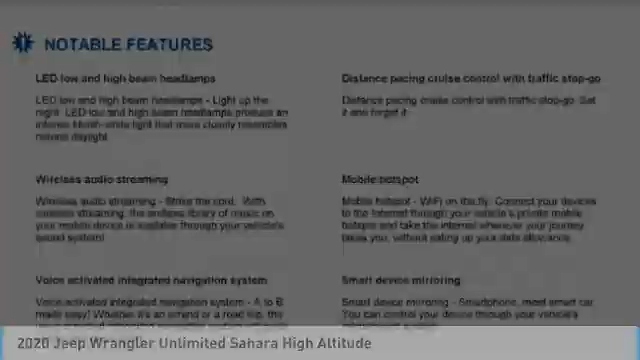 NOTABLE FEATURES
LED low and high beam headlamps
LED low and high beam headlamps - Light up the
night. LED low and high beam headlamps produce an
intense bluish-white light that more closely resembles
natural daylight.
Distance pacing cruise control with traffic stop-go
Distance pacing cruise control with traffic stop-go. Set
it and forget it.
Wireless audio streaming
Wireless audio streaming - Strike the cord. With
wireless streaming, the endless library of music on
your mobile device is available through your vehicle's
sound system!
Mobile hotspot
Mobile hotspot - WiFi on the fly. Connect your devices
to the Internet through your vehicle's private mobile
hotspot and take the internet wherever your journey
takes you, without eating up your data allowance.
Voice activated integrated navigation system
Voice activated integrated navigation system - A to B
made easy! Whether it's an errand or a road trip, the
Smart device mirroring
Smart device mirroring - Smartphone, meet smart car.
You can control your device through your vehicle's
2020 Jeep Wrangler Unlimited Sahara High Altitude